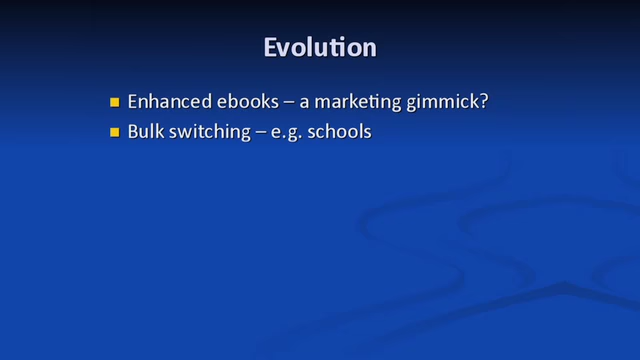 Evolution
Enhanced ebooks – a marketing gimmick?
Bulk switching – e.g. schools